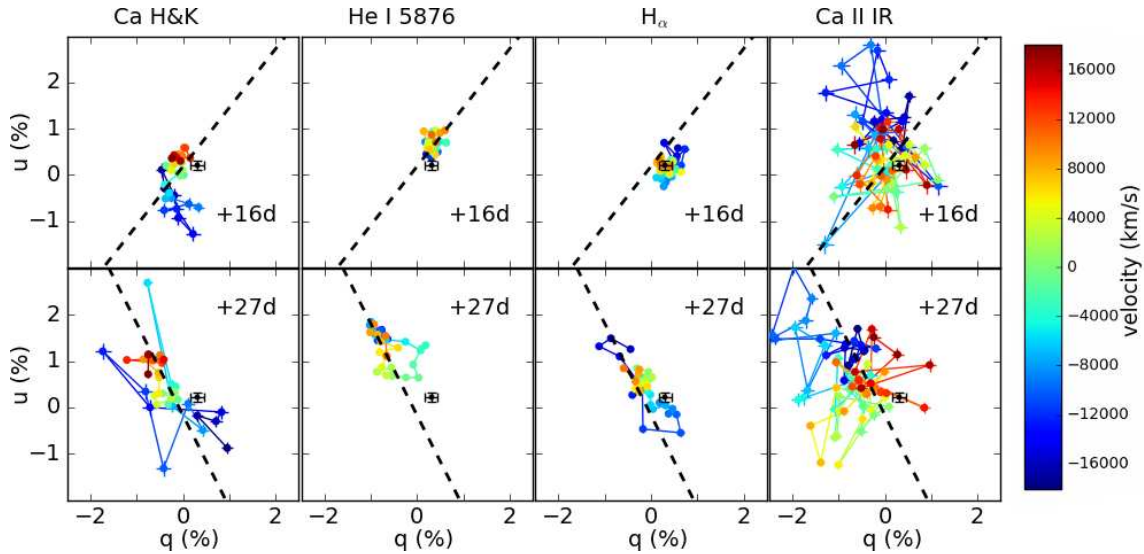 Ca H&K He I 5876 Hα Ca II IR
2
1
0
−1
u (%)
+16d +16d +16d +16d
2
1
0
−1
u (%)
+27d +27d +27d +27d
−2 0 2 −2 0 2 −2 0 2 −2 0 2
q (%) q (%) q (%) q (%)
16000
12000
8000
4000
0
−4000
−8000
−12000
−16000
velocity (km/s)